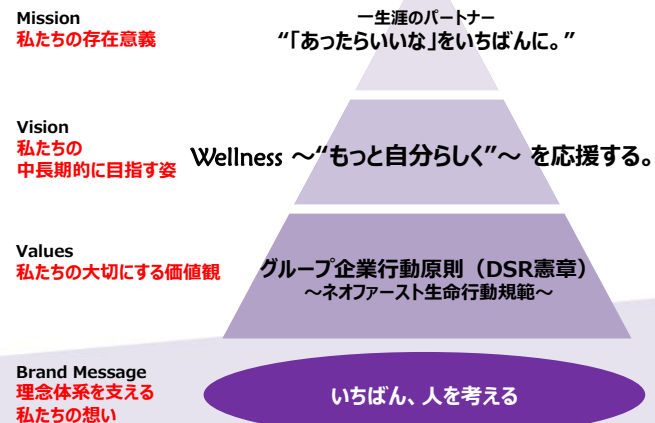 Mission
私たちの存在意義
一生涯のパートナー
“「あったらいいな」をいちばんに。”
Vision
私たちの
中長期的に目指す姿
Wellness ～“もっと自分らしく”～ を応援する。
Values
私たちの大切にする価値観
グループ企業行動原則（DSR憲章）
～ネオファースト生命行動規範～
Brand Message
理念体系を支える
私たちの想い
いちばん、人を考える